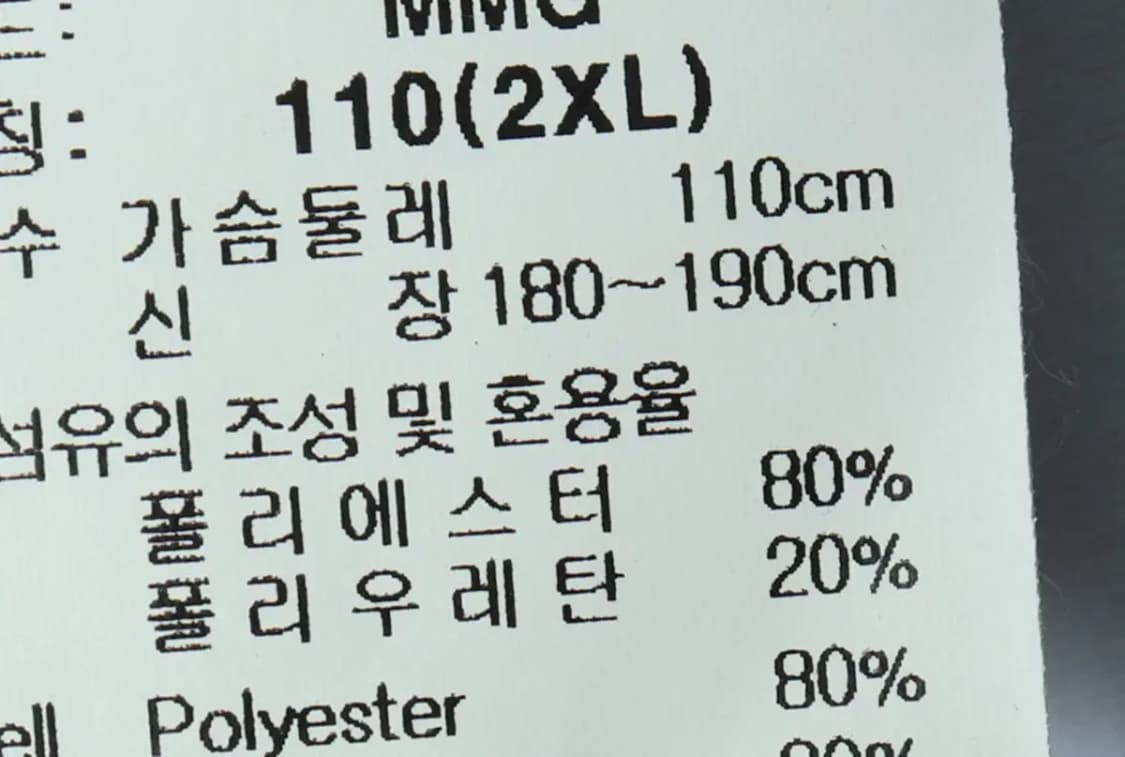 110(2XL)
수 가슴둘레 110cm
신 장 180~190cm
섬유의 조성 및 혼용율
폴리에스터 80%
폴리우레탄 20%
Polyester 80%